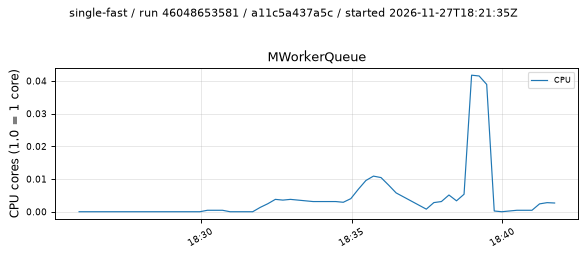 single-fast / run 46048653581 / a11c5a437a5c / started 2026-11-27T18:21:35Z
MWorkerQueue
CPU cores (1.0 = 1 core)
0.04
0.03
0.02
0.01
0.00
CPU
18:30
18:35
18:40